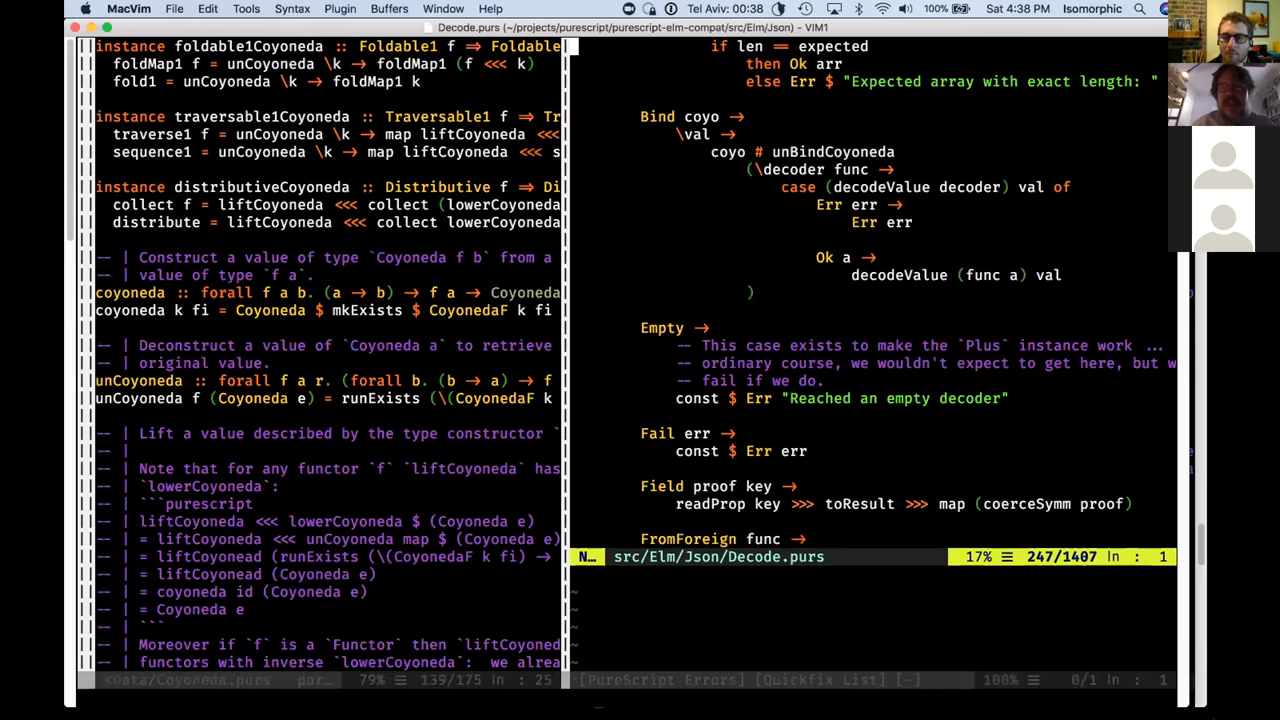 MacVim File Edit Tools Syntax Plugin Buffers Window Help Tel Aviv: 00:38 100% Sat 4:38 PM Isomorphic
Decode.purs (~/projects/purescript/purescript-elm-compat/src/Elm/Json) - VIM1
instance foldable1Coyoneda :: Foldable1 f ⇒ Foldable
foldMap1 f = unCoyoneda \k → foldMap1 (f <<< k)
fold1 = unCoyoneda \k → foldMap1 k
instance traversable1Coyoneda :: Traversable1 f ⇒ Tr
traverse1 f = unCoyoneda \k → map liftCoyoneda <<<
sequence1 = unCoyoneda \k → map liftCoyoneda <<< s
instance distributiveCoyoneda :: Distributive f ⇒ Di
collect f = liftCoyoneda <<< collect (lowerCoyoneda
distribute = liftCoyoneda <<< collect lowerCoyoneda
-- | Construct a value of type `Coyoneda f b` from a
-- | value of type `f a`.
coyoneda :: forall f a b. (a → b) → f a → Coyoneda
coyoneda k fi = Coyoneda $ mkExists $ CoyonedaF k fi
-- | Deconstruct a value of `Coyoneda a` to retrieve
-- | original value.
unCoyoneda :: forall f a r. (forall b. (b → a) → f
unCoyoneda f (Coyoneda e) = runExists (\(CoyonedaF k
-- | Lift a value described by the type constructor `
-- |
-- | Note that for any functor `f` `liftCoyoneda` has
-- | `lowerCoyoneda`:
-- | ```purescript
-- | liftCoyoneda <<< lowerCoyoneda $ (Coyoneda e)
-- | = liftCoyoneda <<< unCoyoneda map $ (Coyoneda e)
-- | = liftCoyonead (runExists (\(CoyonedaF k fi) →
-- | = liftCoyonead (Coyoneda e)
-- | = coyoneda id (Coyoneda e)
-- | = Coyoneda e
-- | ```
-- | Moreover if `f` is a `Functor` then `liftCoyoned
-- | functors with inverse `lowerCoyoneda`: we alrea
<Data/Coyoneda.purs pur… 79% ≡ 139/175 ln : 25
if len == expected
then Ok arr
else Err $ "Expected array with exact length: "
Bind coyo →
\val →
coyo # unBindCoyoneda
(\decoder func →
case (decodeValue decoder) val of
Err err →
Err err
Ok a →
decodeValue (func a) val
)
Empty →
-- This case exists to make the `Plus` instance work ...
-- ordinary course, we wouldn't expect to get here, but w
-- fail if we do.
const $ Err "Reached an empty decoder"
Fail err →
const $ Err err
Field proof key →
readProp key >>> toResult >>> map (coerceSymm proof)
FromForeign func →
N… src/Elm/Json/Decode.purs 17% ≡ 247/1407 ln : 1
~
~
~
~
~
~
[PureScript Errors] [Quickfix List] [-] 100% ≡ 0/1 ln : 1